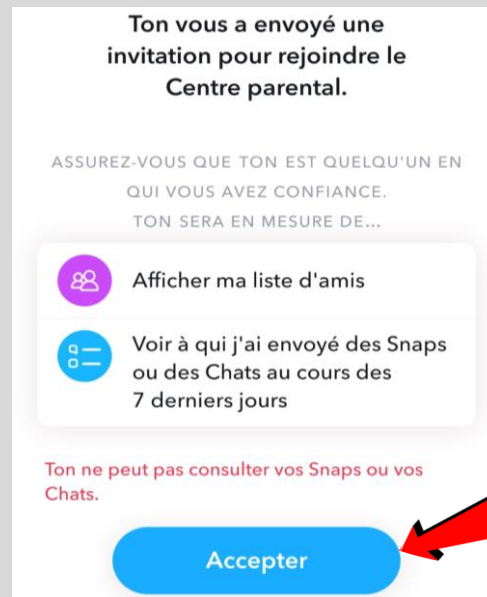 Ton vous a envoyé une
invitation pour rejoindre le
Centre parental.
ASSUREZ-VOUS QUE TON EST QUELQU'UN EN
QUI VOUS AVEZ CONFIANCE.
TON SERA EN MESURE DE...
Afficher ma liste d'amis
Voir à qui j'ai envoyé des Snaps
ou des Chats au cours des
7 derniers jours
Ton ne peut pas consulter vos Snaps ou vos
Chats.
Accepter